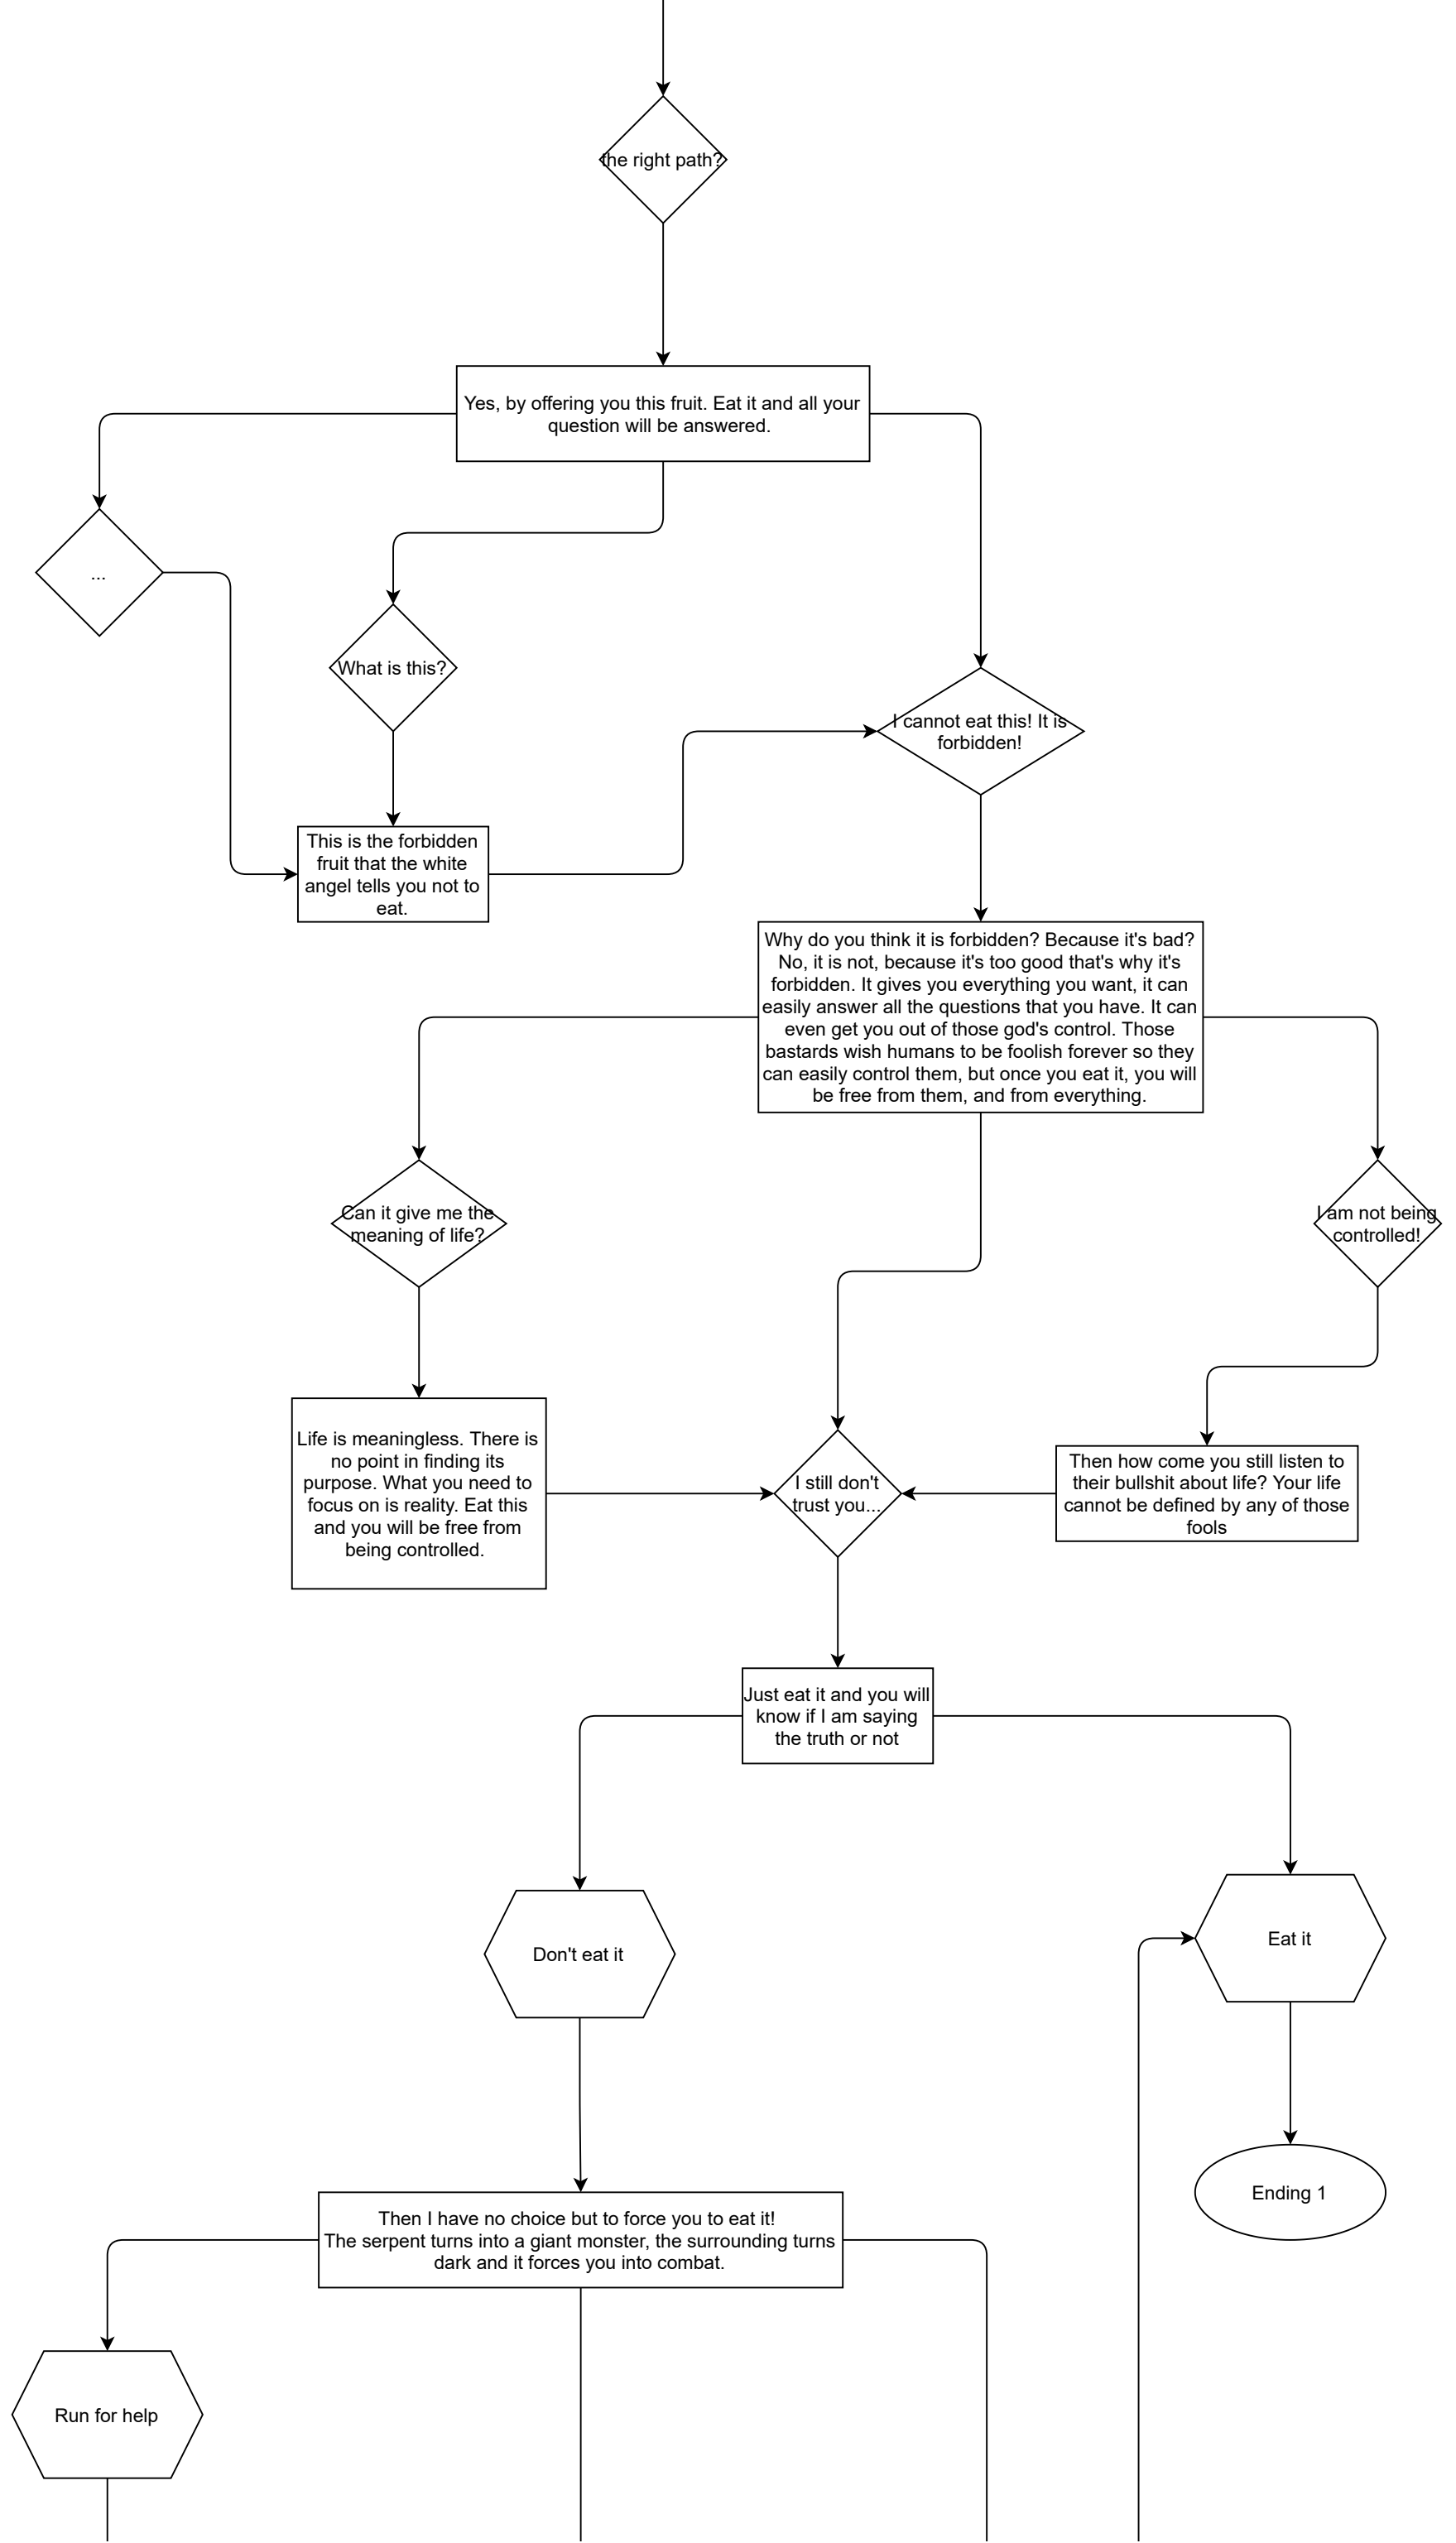 the right path?
Yes, by offering you this fruit. Eat it and all your
question will be answered.
...
What is this?
I cannot eat this! It is
forbidden!
This is the forbidden
fruit that the white
angel tells you not to
eat.
Why do you think it is forbidden? Because it's bad?
No, it is not, because it's too good that's why it's
forbidden. It gives you everything you want, it can
easily answer all the questions that you have. It can
even get you out of those god's control. Those
bastards wish humans to be foolish forever so they
can easily control them, but once you eat it, you will
be free from them, and from everything.
Can it give me the
meaning of life?
I am not being
controlled!
Life is meaningless. There is
no point in finding its
purpose. What you need to
focus on is reality. Eat this
and you will be free from
being controlled.
I still don't
trust you...
Then how come you still listen to
their bullshit about life? Your life
cannot be defined by any of those
fools
Just eat it and you will
know if I am saying
the truth or not
Don't eat it
Eat it
Then I have no choice but to force you to eat it!
The serpent turns into a giant monster, the surrounding turns
dark and it forces you into combat.
Ending 1
Run for help